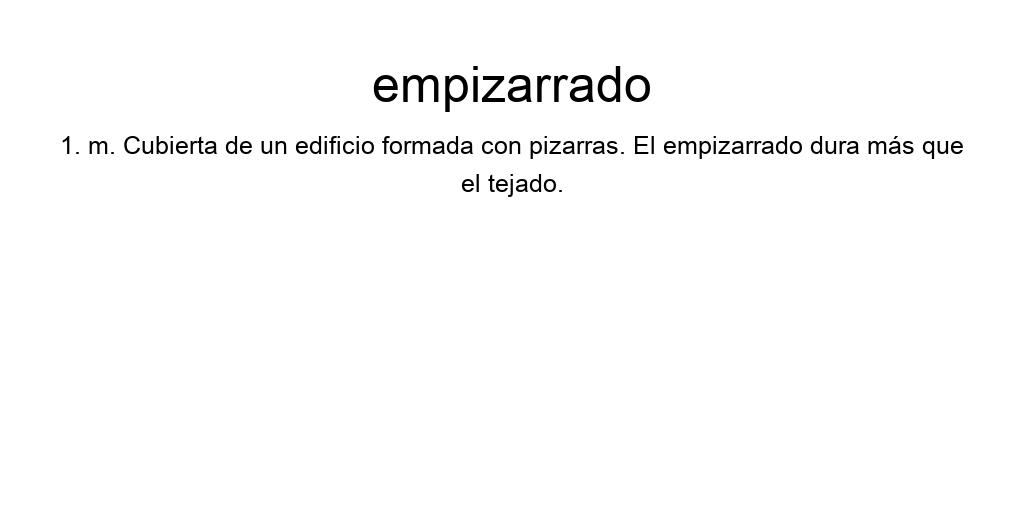 empizarrado
1. m. Cubierta de un edificio formada con pizarras. El empizarrado dura más que
el tejado.